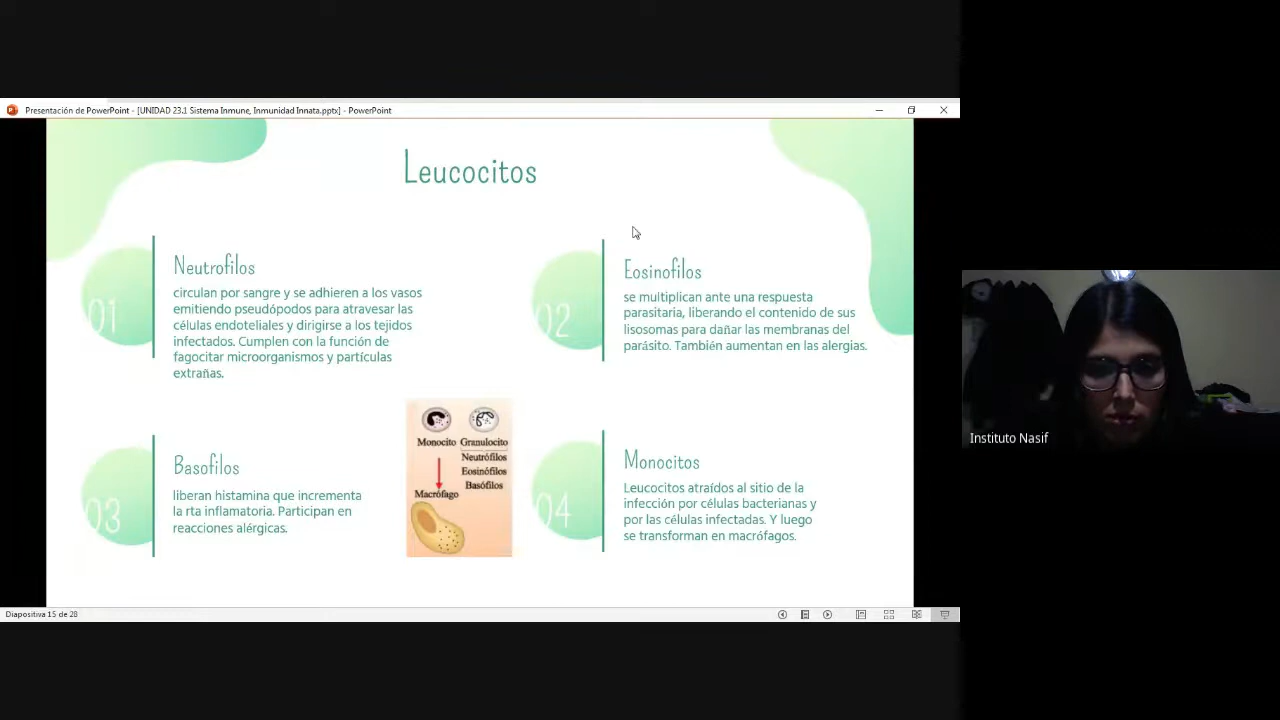 Presentación de PowerPoint - [UNIDAD 23.1 Sistema Inmune, Inmunidad Innata.pptx] - PowerPoint
Leucocitos
01
Neutrofilos
circulan por sangre y se adhieren a los vasos
emitiendo pseudópodos para atravesar las
células endoteliales y dirigirse a los tejidos
infectados. Cumplen con la función de
fagocitar microorganismos y partículas
extrañas.
02
Eosinofilos
se multiplican ante una respuesta
parasitaria, liberando el contenido de sus
lisosomas para dañar las membranas del
parásito. También aumentan en las alergias.
03
Basofilos
liberan histamina que incrementa
la rta inflamatoria. Participan en
reacciones alérgicas.
Monocito Granulocito
Neutrófilos
Eosinófilos
Basófilos
Macrófago
04
Monocitos
Leucocitos atraídos al sitio de la
infección por células bacterianas y
por las células infectadas. Y luego
se transforman en macrófagos.
Diapositiva 15 de 28
Instituto Nasif